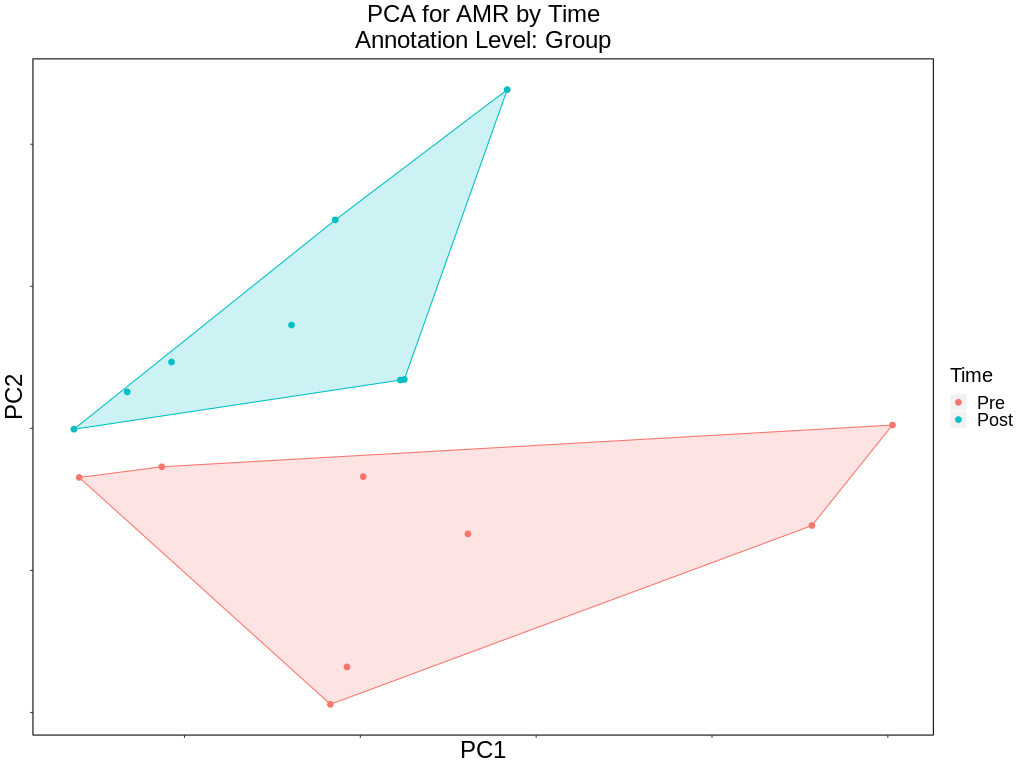 PCA for AMR by Time
Annotation Level: Group
PC2
PC1
Time
Pre
Post